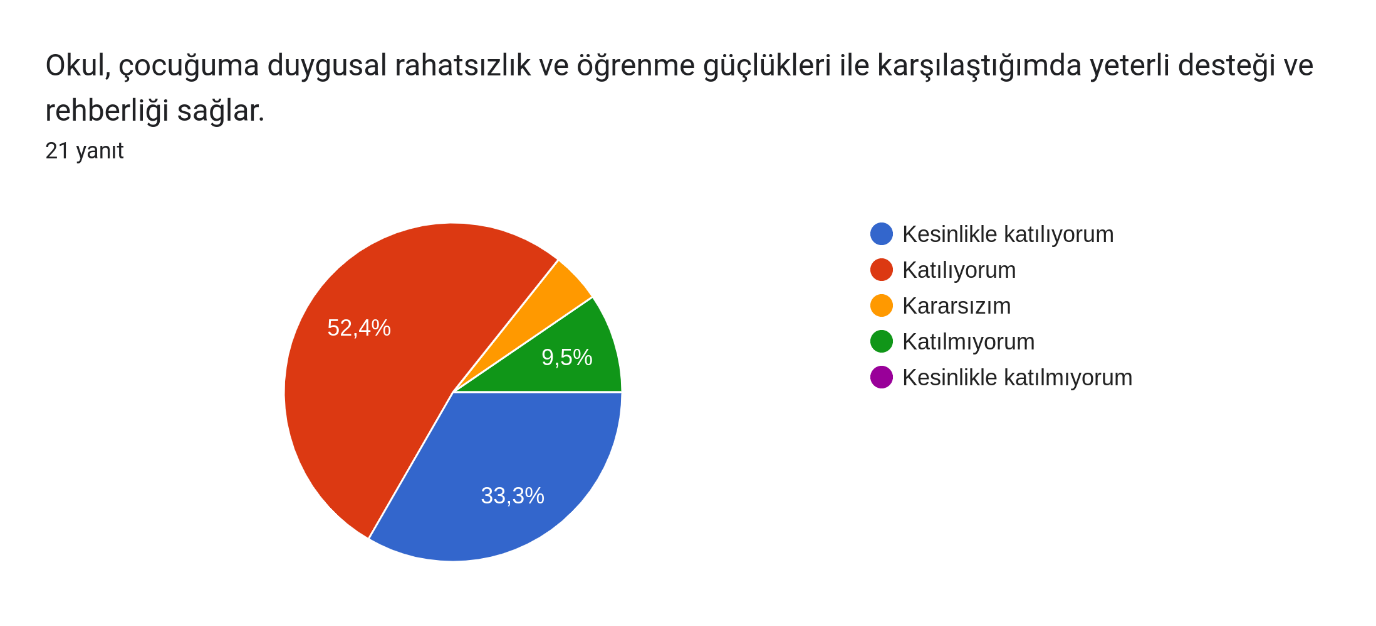 Okul, çocuğuma duygusal rahatsızlık ve öğrenme güçlükleri ile karşılaştığımda yeterli desteği ve
rehberliği sağlar.
21 yanıt
52,4%
9,5%
33,3%
Kesinlikle katılıyorum
Katılıyorum
Kararsızım
Katılmıyorum
Kesinlikle katılmıyorum